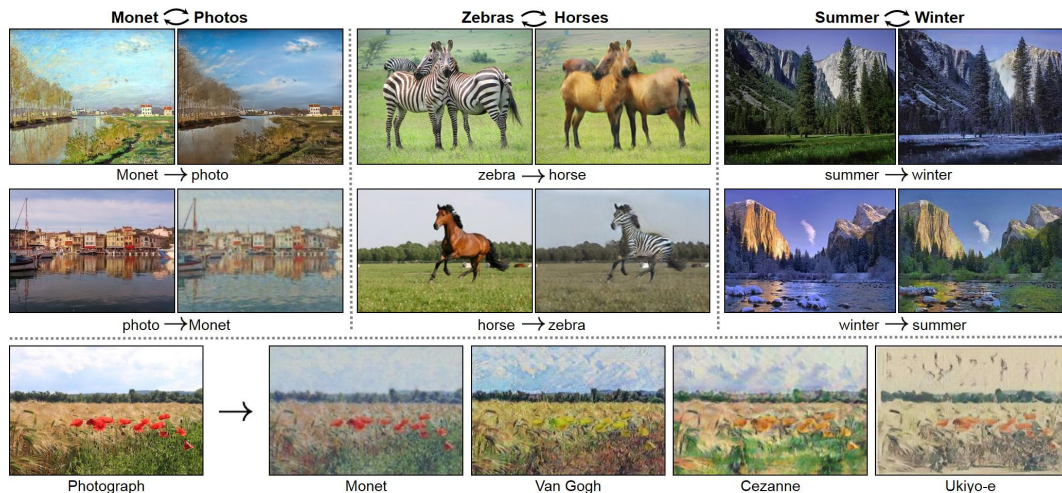 Monet ⇄ Photos
Zebras ⇄ Horses
Summer ⇄ Winter
Monet → photo
zebra → horse
summer → winter
photo → Monet
horse → zebra
winter → summer
Photograph
Monet
Van Gogh
Cezanne
Ukiyo-e